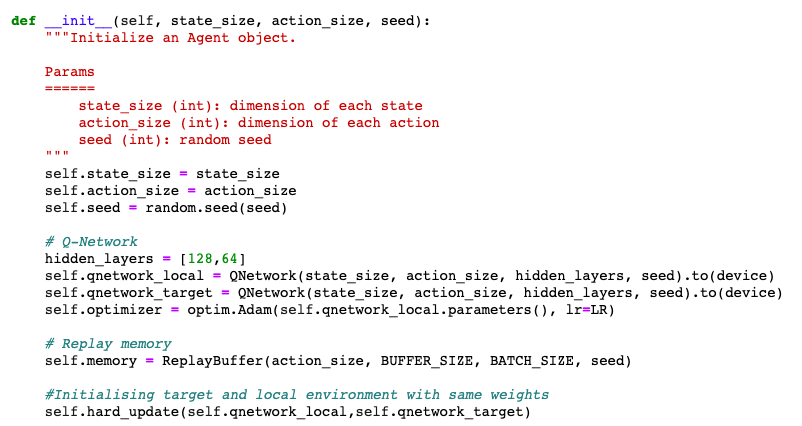 def __init__(self, state_size, action_size, seed):
    """Initialize an Agent object.

    Params
    ======
        state_size (int): dimension of each state
        action_size (int): dimension of each action
        seed (int): random seed
    """
    self.state_size = state_size
    self.action_size = action_size
    self.seed = random.seed(seed)

    # Q-Network
    hidden_layers = [128,64]
    self.qnetwork_local = QNetwork(state_size, action_size, hidden_layers, seed).to(device)
    self.qnetwork_target = QNetwork(state_size, action_size, hidden_layers, seed).to(device)
    self.optimizer = optim.Adam(self.qnetwork_local.parameters(), lr=LR)

    # Replay memory
    self.memory = ReplayBuffer(action_size, BUFFER_SIZE, BATCH_SIZE, seed)

    #Initialising target and local environment with same weights
    self.hard_update(self.qnetwork_local,self.qnetwork_target)